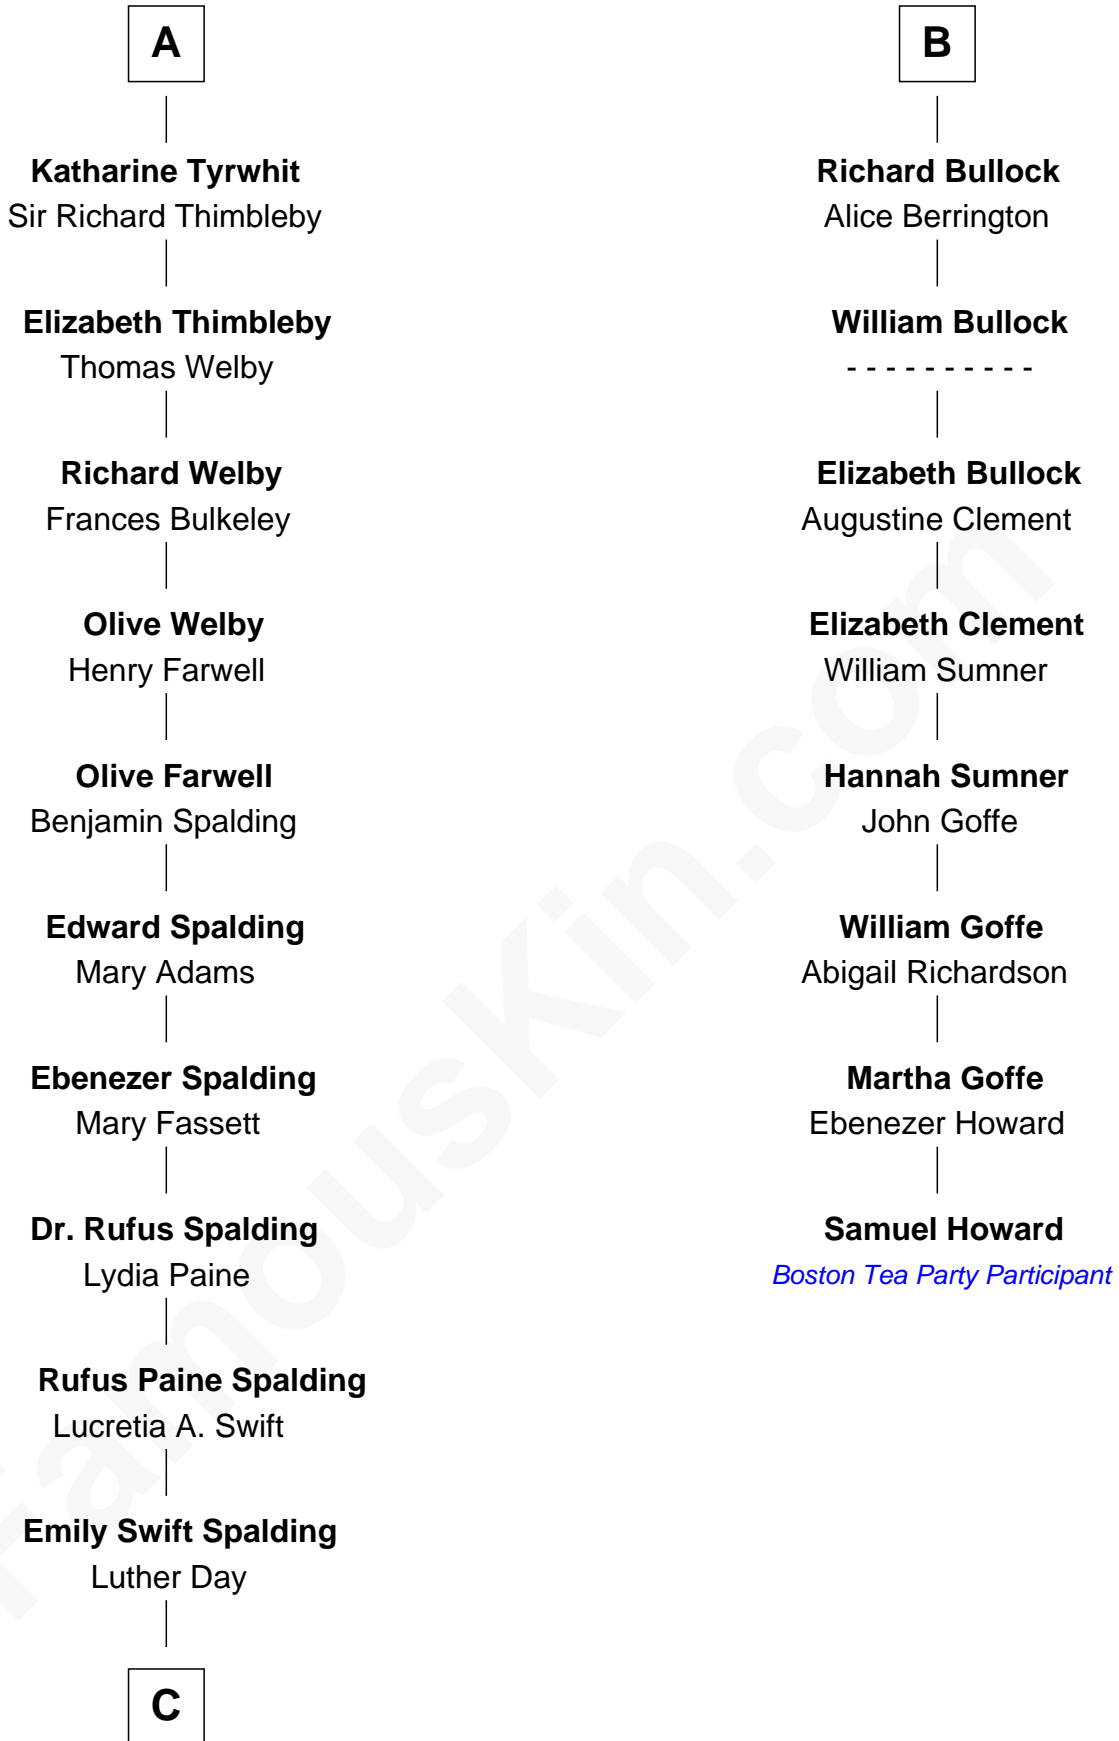 A
Katharine Tyrwhit
Sir Richard Thimbleby
Elizabeth Thimbleby
Thomas Welby
Richard Welby
Frances Bulkeley
Olive Welby
Henry Farwell
Olive Farwell
Benjamin Spalding
Edward Spalding
Mary Adams
Ebenezer Spalding
Mary Fassett
Dr. Rufus Spalding
Lydia Paine
Rufus Paine Spalding
Lucretia A. Swift
Emily Swift Spalding
Luther Day
C
B
Richard Bullock
Alice Berrington
William Bullock
- - - - - - - - - -
Elizabeth Bullock
Augustine Clement
Elizabeth Clement
William Sumner
Hannah Sumner
John Goffe
William Goffe
Abigail Richardson
Martha Goffe
Ebenezer Howard
Samuel Howard
Boston Tea Party Participant
FamousKin.com